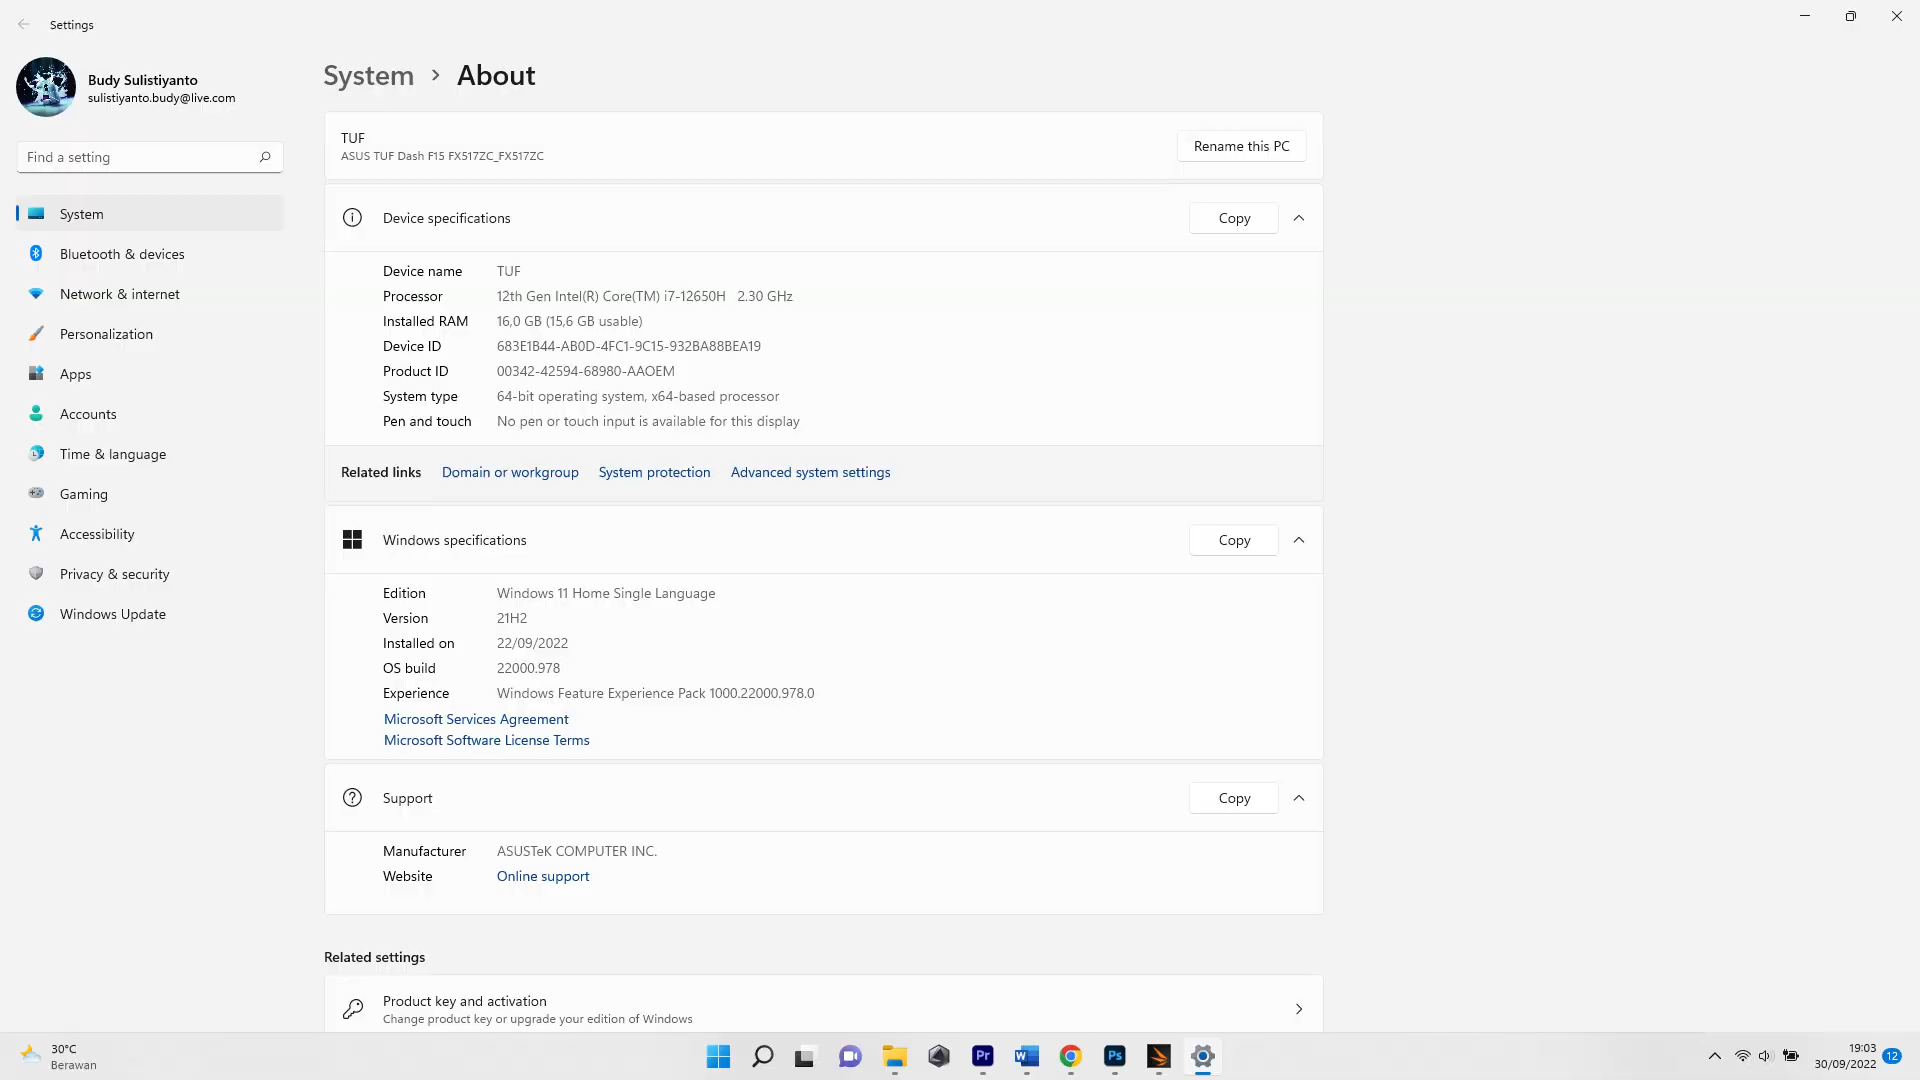 Settings
Budy Sulistiyanto
sulistiyanto.budy@live.com
Find a setting
System
Bluetooth & devices
Network & internet
Personalization
Apps
Accounts
Time & language
Gaming
Accessibility
Privacy & security
Windows Update
System > About
TUF
ASUS TUF Dash F15 FX517ZC_FX517ZC
Rename this PC
Device specifications
Copy
Device name TUF
Processor 12th Gen Intel(R) Core(TM) i7-12650H 2.30 GHz
Installed RAM 16,0 GB (15,6 GB usable)
Device ID 683E1B44-AB0D-4FC1-9C15-932BA88BEA19
Product ID 00342-42594-68980-AAOEM
System type 64-bit operating system, x64-based processor
Pen and touch No pen or touch input is available for this display
Related links Domain or workgroup System protection Advanced system settings
Windows specifications
Copy
Edition Windows 11 Home Single Language
Version 21H2
Installed on 22/09/2022
OS build 22000.978
Experience Windows Feature Experience Pack 1000.22000.978.0
Microsoft Services Agreement
Microsoft Software License Terms
Support
Copy
Manufacturer ASUSTeK COMPUTER INC.
Website Online support
Related settings
Product key and activation
Change product key or upgrade your edition of Windows
30°C
Berawan
Pr
W
Ps
19:03
30/09/2022
12